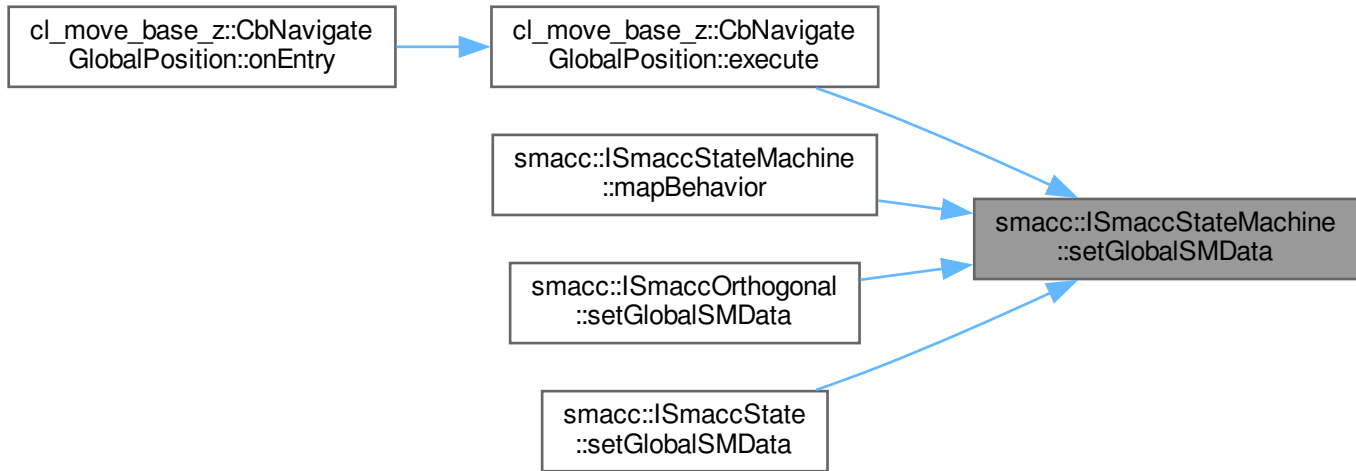 cl_move_base_z::CbNavigate
GlobalPosition::onEntry
cl_move_base_z::CbNavigate
GlobalPosition::execute
smacc::ISmaccStateMachine
::mapBehavior
smacc::ISmaccStateMachine
::setGlobalSMData
smacc::ISmaccOrthogonal
::setGlobalSMData
smacc::ISmaccState
::setGlobalSMData